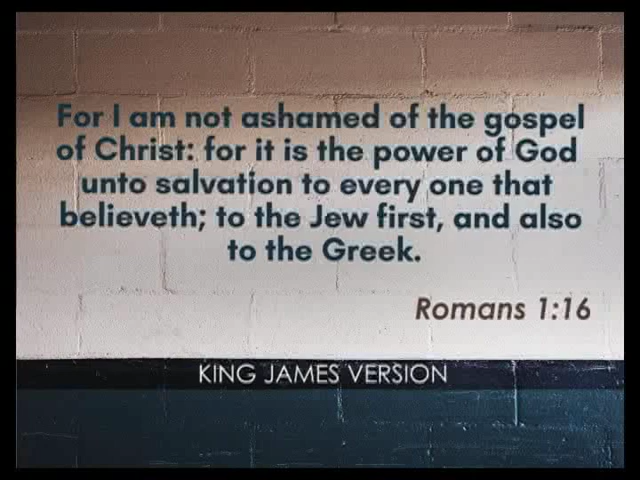 For I am not ashamed of the gospel
of Christ: for it is the power of God
unto salvation to every one that
believeth; to the Jew first, and also
to the Greek.
Romans 1:16
KING JAMES VERSION